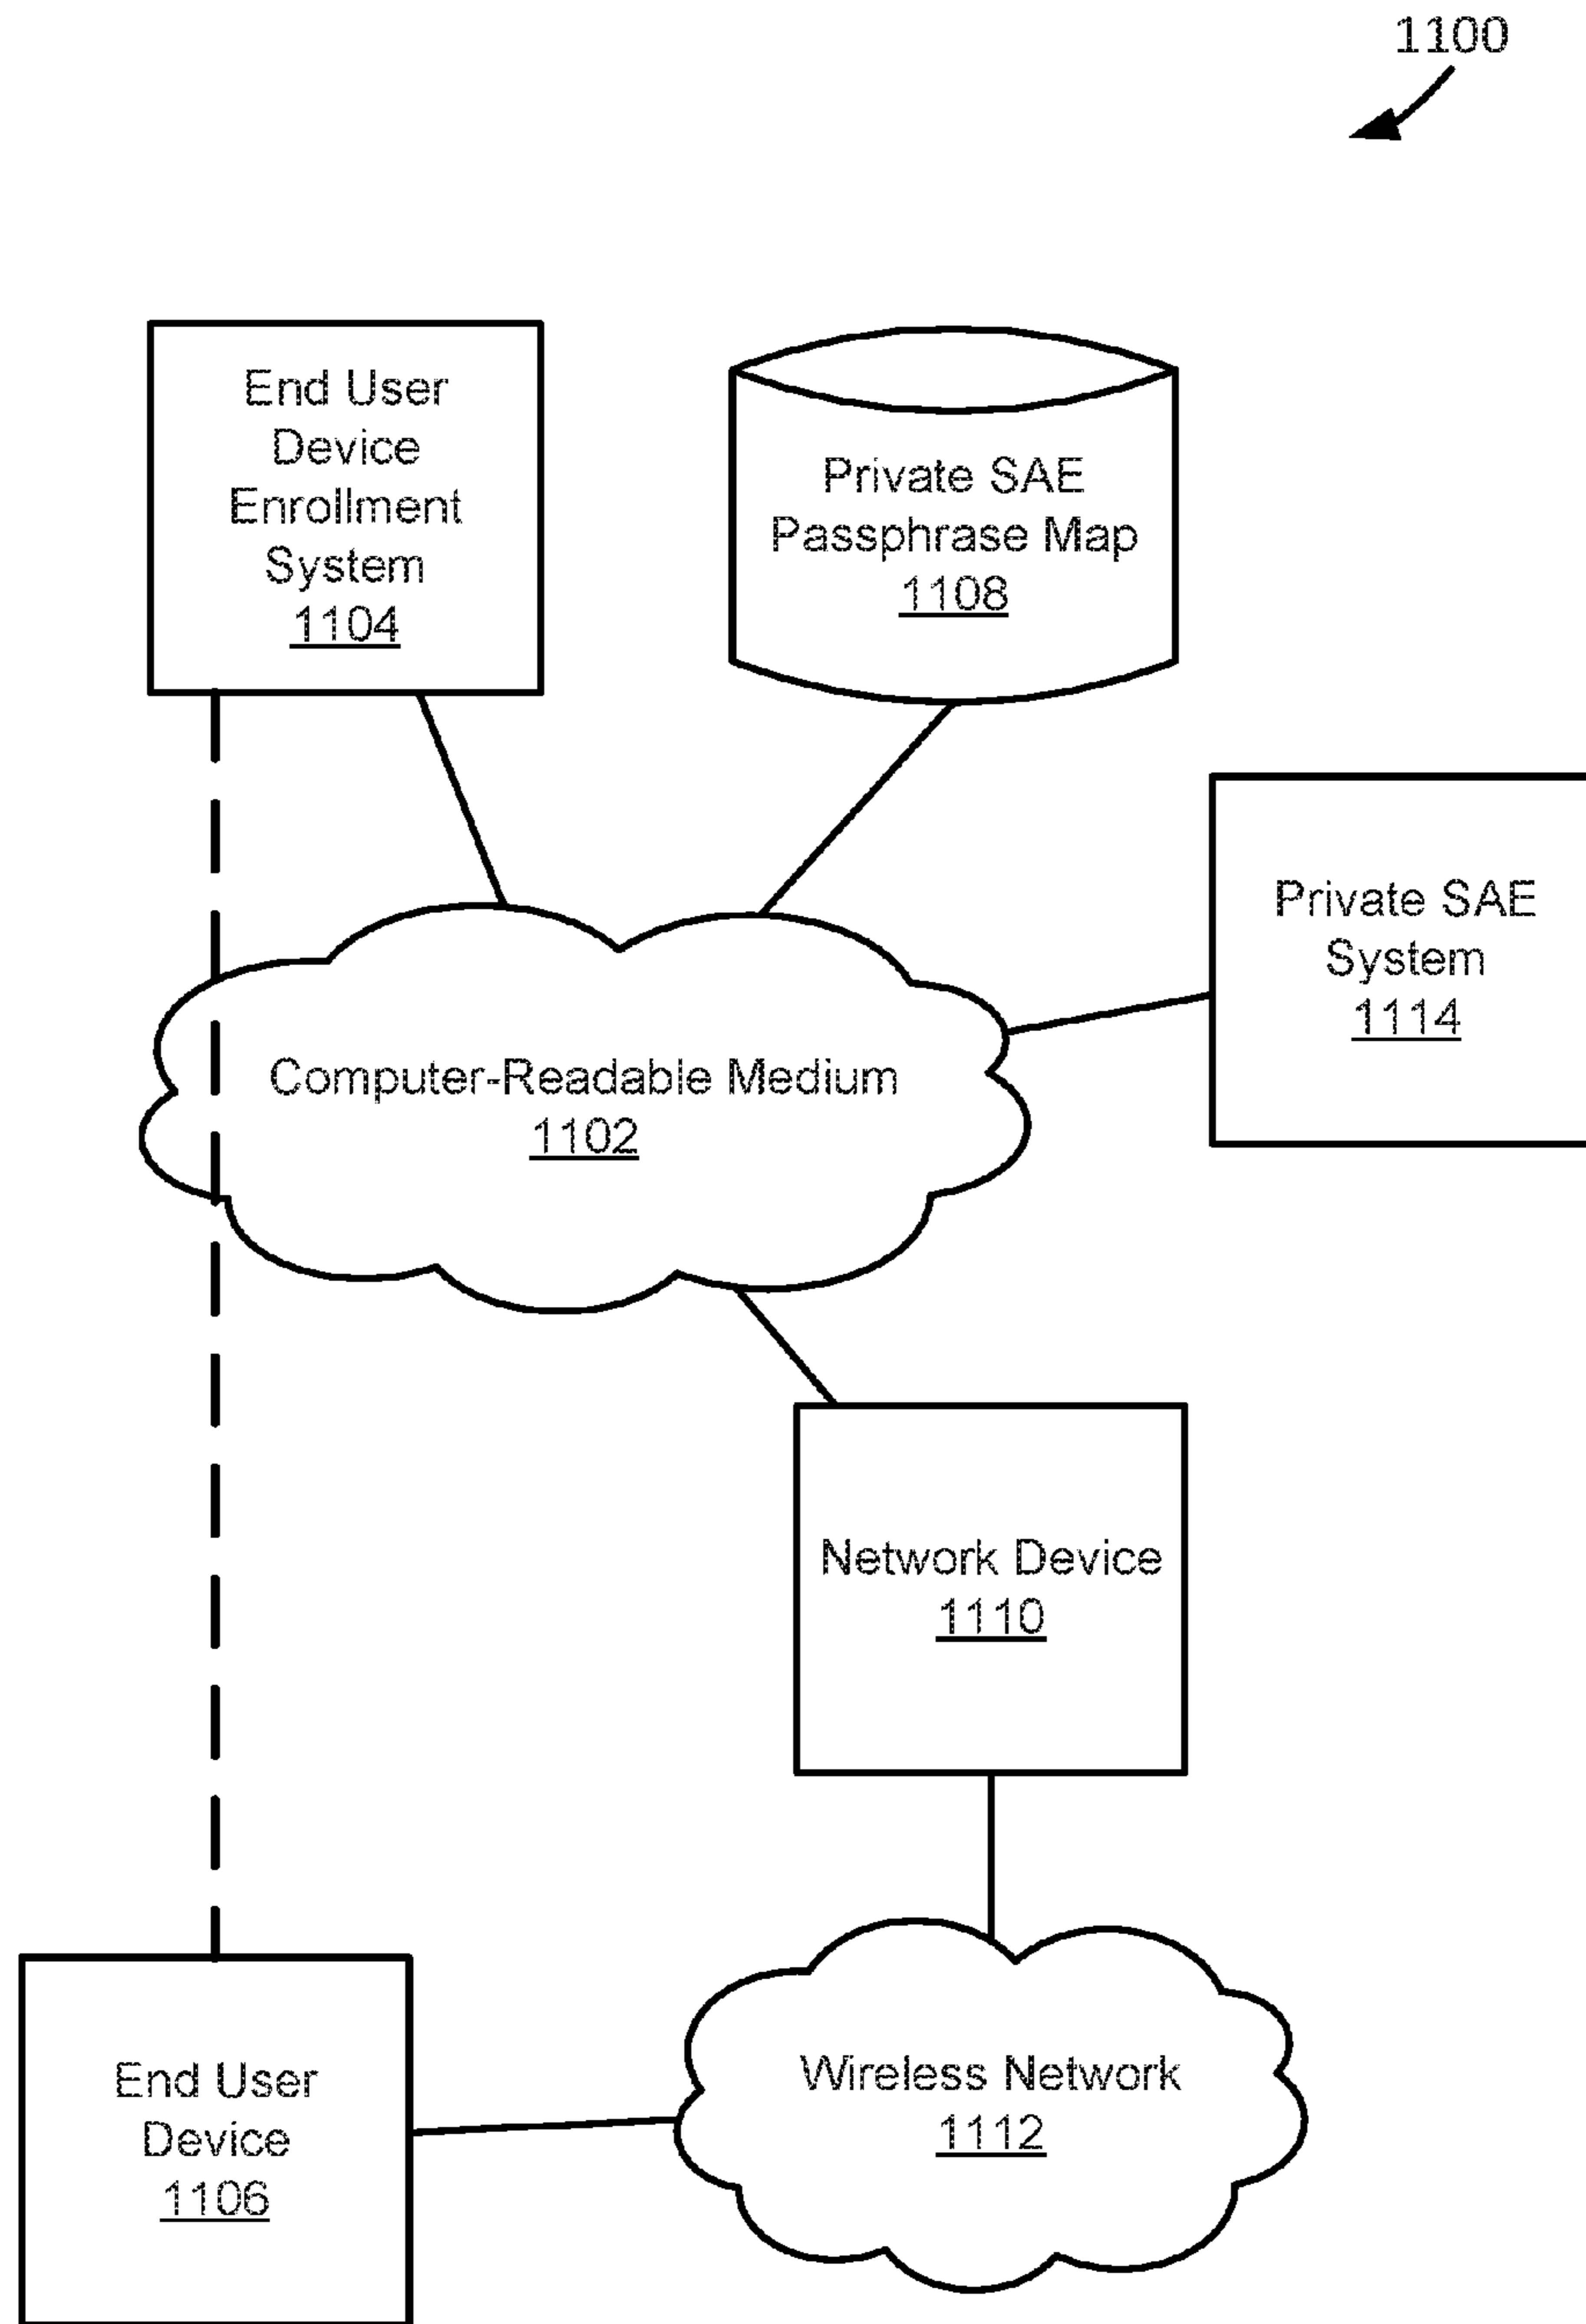 1100
End User
Device
Enrollment
System
1104
Private SAE
Passphrase Map
1108
Private SAE
System
1114
Computer-Readable Medium
1102
Network Device
1110
End User
Device
1106
Wireless Network
1112